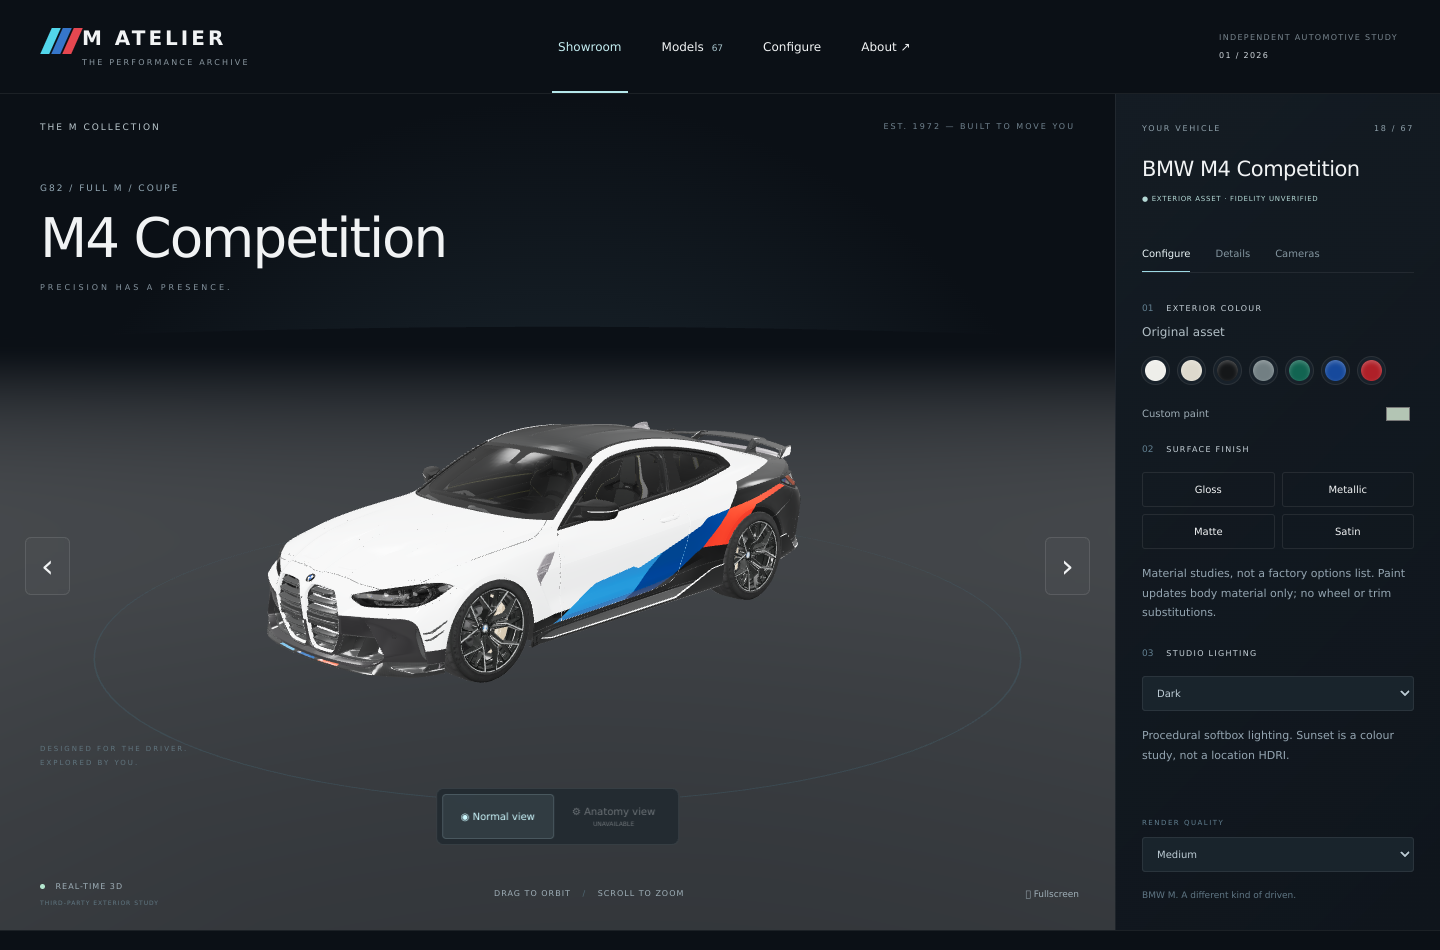 M ATELIER
THE PERFORMANCE ARCHIVE
Showroom
Models 67
Configure
About ↗
INDEPENDENT AUTOMOTIVE STUDY
01 / 2026
THE M COLLECTION
EST. 1972 — BUILT TO MOVE YOU
G82 / FULL M / COUPE
M4 Competition
PRECISION HAS A PRESENCE.
DESIGNED FOR THE DRIVER.
EXPLORED BY YOU.
Normal view
Anatomy view
UNAVAILABLE
REAL-TIME 3D
THIRD-PARTY EXTERIOR STUDY
DRAG TO ORBIT / SCROLL TO ZOOM
Fullscreen
YOUR VEHICLE
18 / 67
BMW M4 Competition
EXTERIOR ASSET · FIDELITY UNVERIFIED
Configure
Details
Cameras
01 EXTERIOR COLOUR
Original asset
Custom paint
02 SURFACE FINISH
Gloss
Metallic
Matte
Satin
Material studies, not a factory options list. Paint
updates body material only; no wheel or trim
substitutions.
03 STUDIO LIGHTING
Dark
Procedural softbox lighting. Sunset is a colour
study, not a location HDRI.
RENDER QUALITY
Medium
BMW M. A different kind of driven.